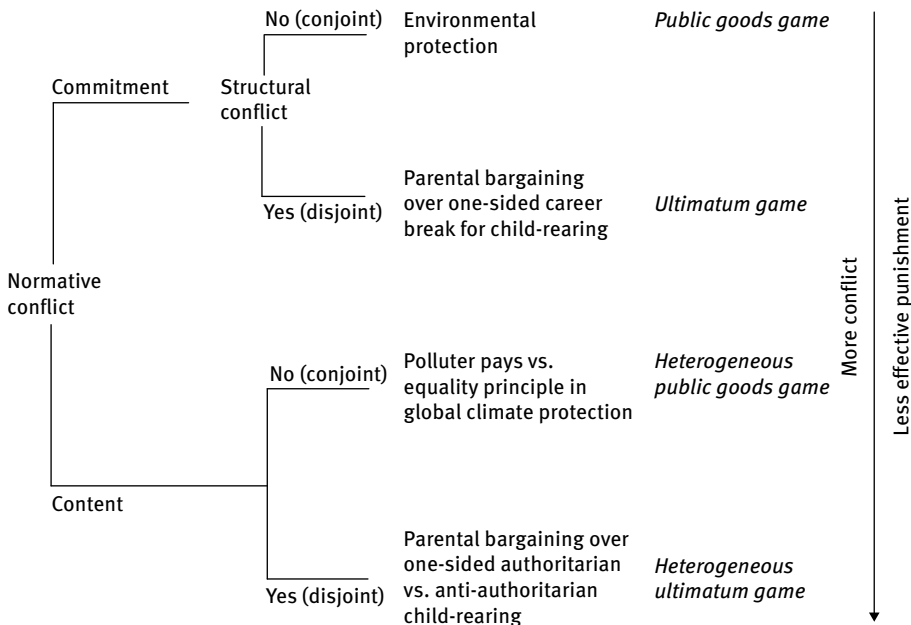 No (conjoint)
Environmental
protection
Public goods game
Commitment
Structural
conflict
Yes (disjoint)
Parental bargaining
over one-sided career
break for child-rearing
Ultimatum game
Normative
conflict
No (conjoint)
Polluter pays vs.
equality principle in
global climate protection
Heterogeneous
public goods game
Content
Yes (disjoint)
Parental bargaining over
one-sided authoritarian
vs. anti-authoritarian
child-rearing
Heterogeneous
ultimatum game
More conflict
Less effective punishment